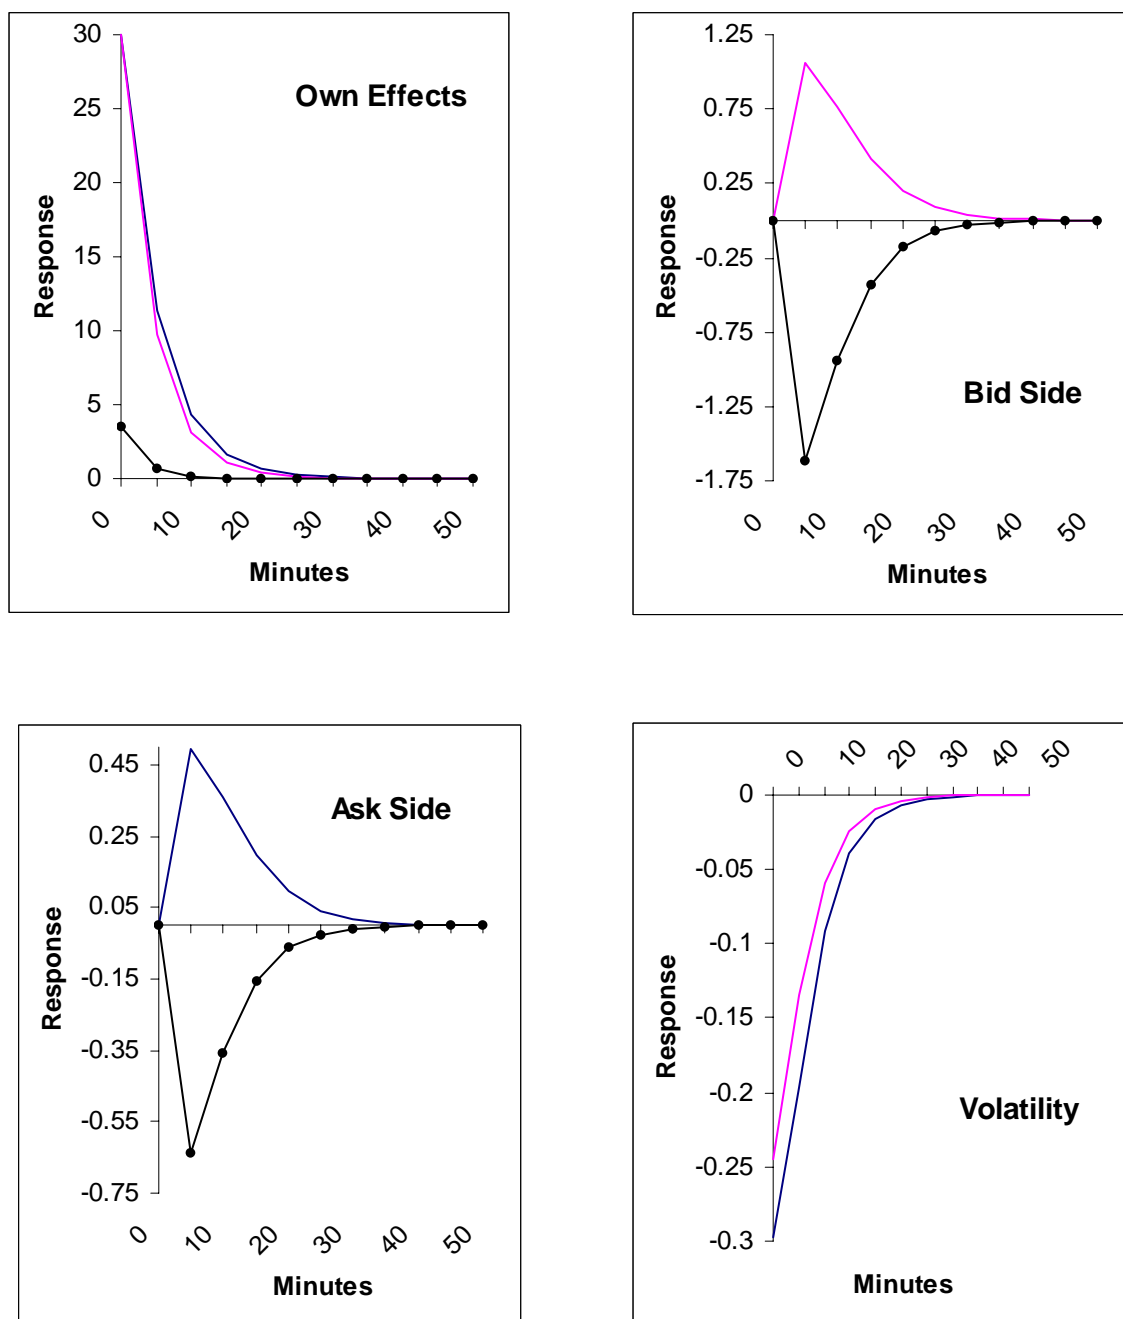 Own Effects
Response
30
25
20
15
10
5
0
0 10 20 30 40 50
Minutes
Bid Side
Response
1.25
0.75
0.25
-0.25
-0.75
-1.25
-1.75
0 10 20 30 40 50
Minutes
Ask Side
Response
0.45
0.25
0.05
-0.15
-0.35
-0.55
-0.75
0 10 20 30 40 50
Minutes
0 10 20 30 40 50
Response
0
-0.05
-0.1
-0.15
-0.2
-0.25
-0.3
Volatility
Minutes